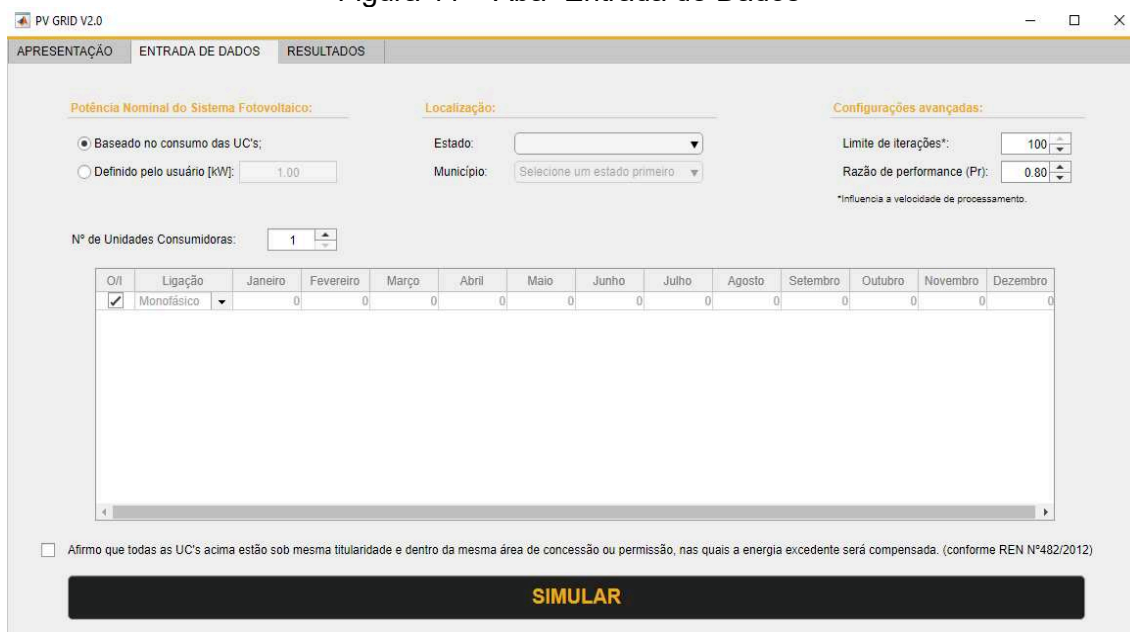 PV GRID V2.0
APRESENTAÇÃO ENTRADA DE DADOS RESULTADOS
Potência Nominal do Sistema Fotovoltaico: Localização: Configurações avançadas:
Baseado no consumo das UC's; Estado: Limite de iterações*: 100
Definido pelo usuário [kW]: 1.00 Município: Selecione um estado primeiro Razão de performance (Pr): 0.80
*Influencia a velocidade de processamento.
Nº de Unidades Consumidoras: 1
O/I Ligação Janeiro Fevereiro Março Abril Maio Junho Julho Agosto Setembro Outubro Novembro Dezembro
Monofásico 0 0 0 0 0 0 0 0 0 0 0 0
Afirmo que todas as UC's acima estão sob mesma titularidade e dentro da mesma área de concessão ou permissão, nas quais a energia excedente será compensada. (conforme REN Nº482/2012)
SIMULAR